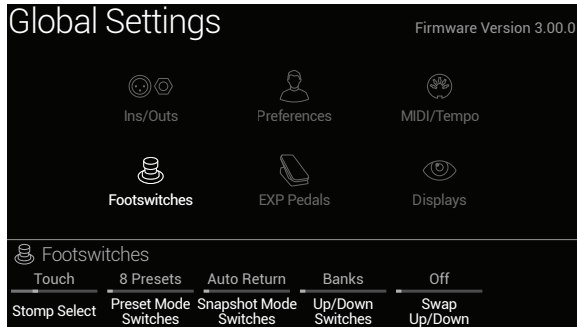 Global Settings
Firmware Version 3.00.0
Ins/Outs
Preferences
MIDI/Tempo
Footswitches
EXP Pedals
Displays
Footswitches
Touch
8 Presets
Auto Return
Banks
Off
Stomp Select
Preset Mode
Switches
Snapshot Mode
Switches
Up/Down
Switches
Swap
Up/Down